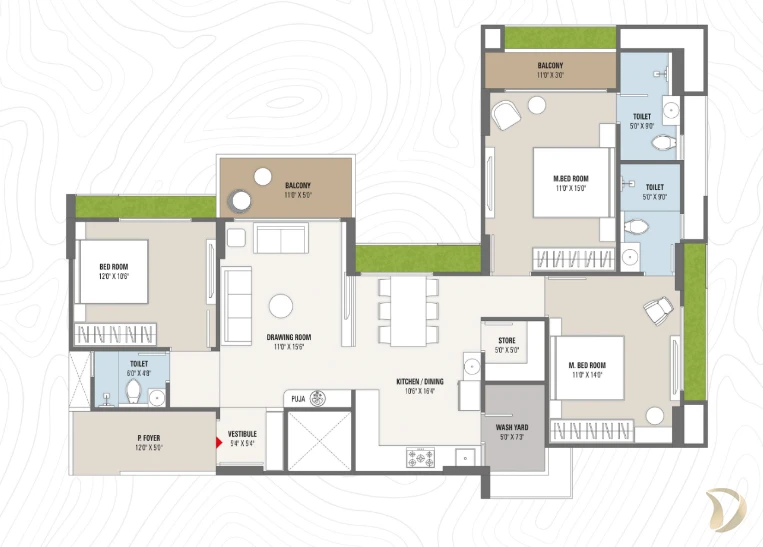 BALCONY
11'0" X 3'0"
TOILET
5'0" X 9'0"
M.BED ROOM
11'0" X 15'0"
TOILET
5'0" X 9'0"
BALCONY
11'0" X 5'0"
BED ROOM
12'0" X 10'6"
DRAWING ROOM
11'0" X 15'6"
STORE
5'0" X 5'0"
TOILET
6'0" X 4'8"
M. BED ROOM
11'0" X 14'0"
KITCHEN / DINING
10'6" X 16'4"
PUJA
WASH YARD
5'0" X 7'3"
P. FOYER
12'0" X 5'0"
VESTIBULE
5'4" X 5'4"